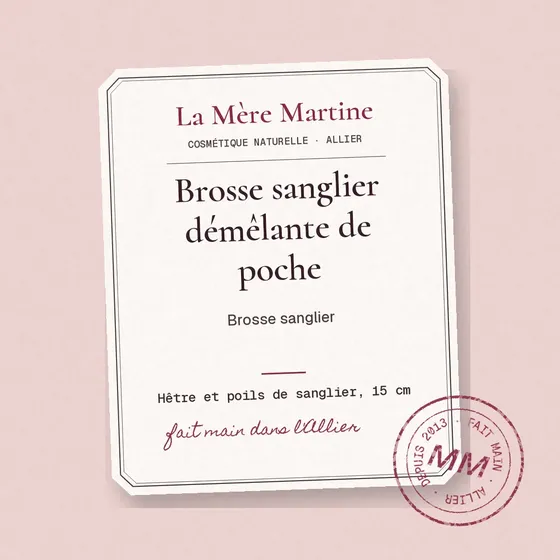 La Mère Martine
COSMÉTIQUE NATURELLE · ALLIER
Brosse sanglier
démêlante de
poche
Brosse sanglier
Hêtre et poils de sanglier, 15 cm
fait main dans l'Allier
DEPUIS 2013 · FAIT MAIN · ALLIER ·
MM